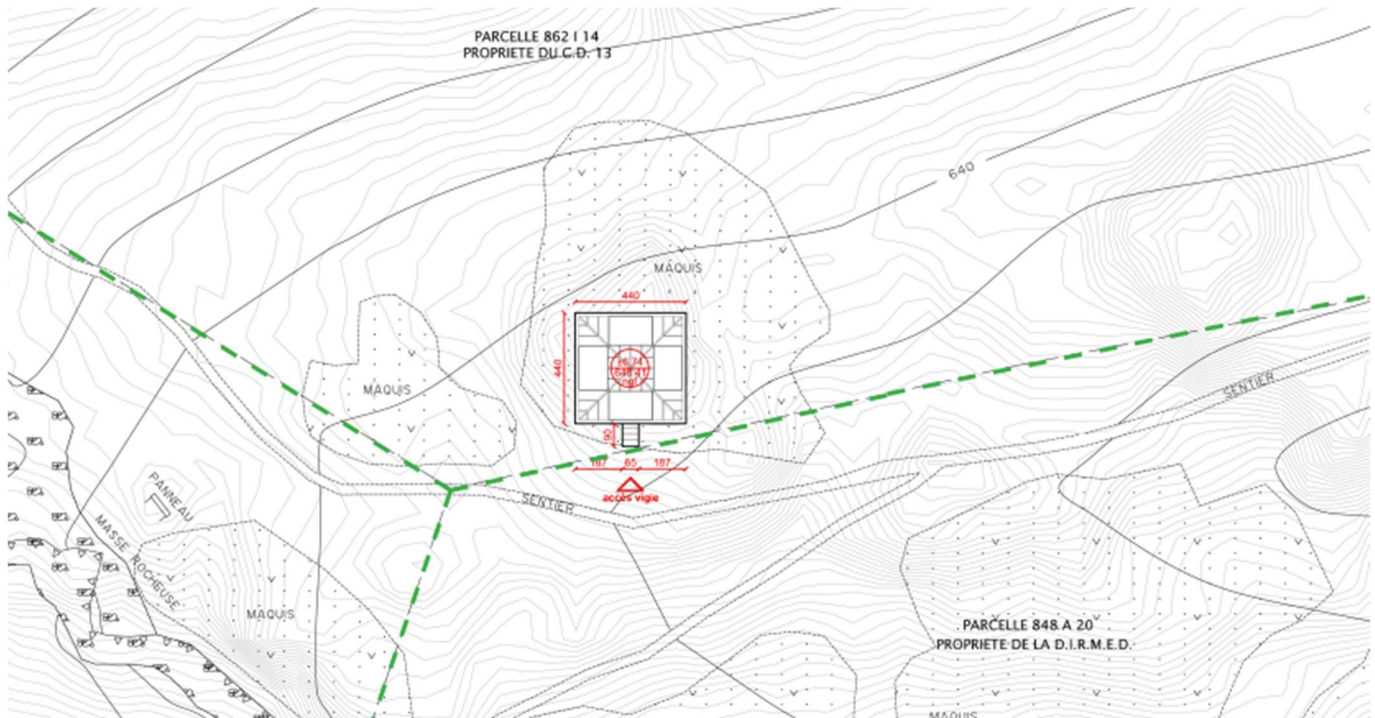 PARCELLE 862 I 14
PROPRIETE DU C.D. 13
640
MAQUIS
440
440
MAQUIS
SENTIER
90
187 65 187
accès vigie
SENTIER
PANNEAU
MASSE ROCHEUSE
MAQUIS
PARCELLE 848 A 20
PROPRIETE DE LA D.I.R.M.E.D.
MAQUIS